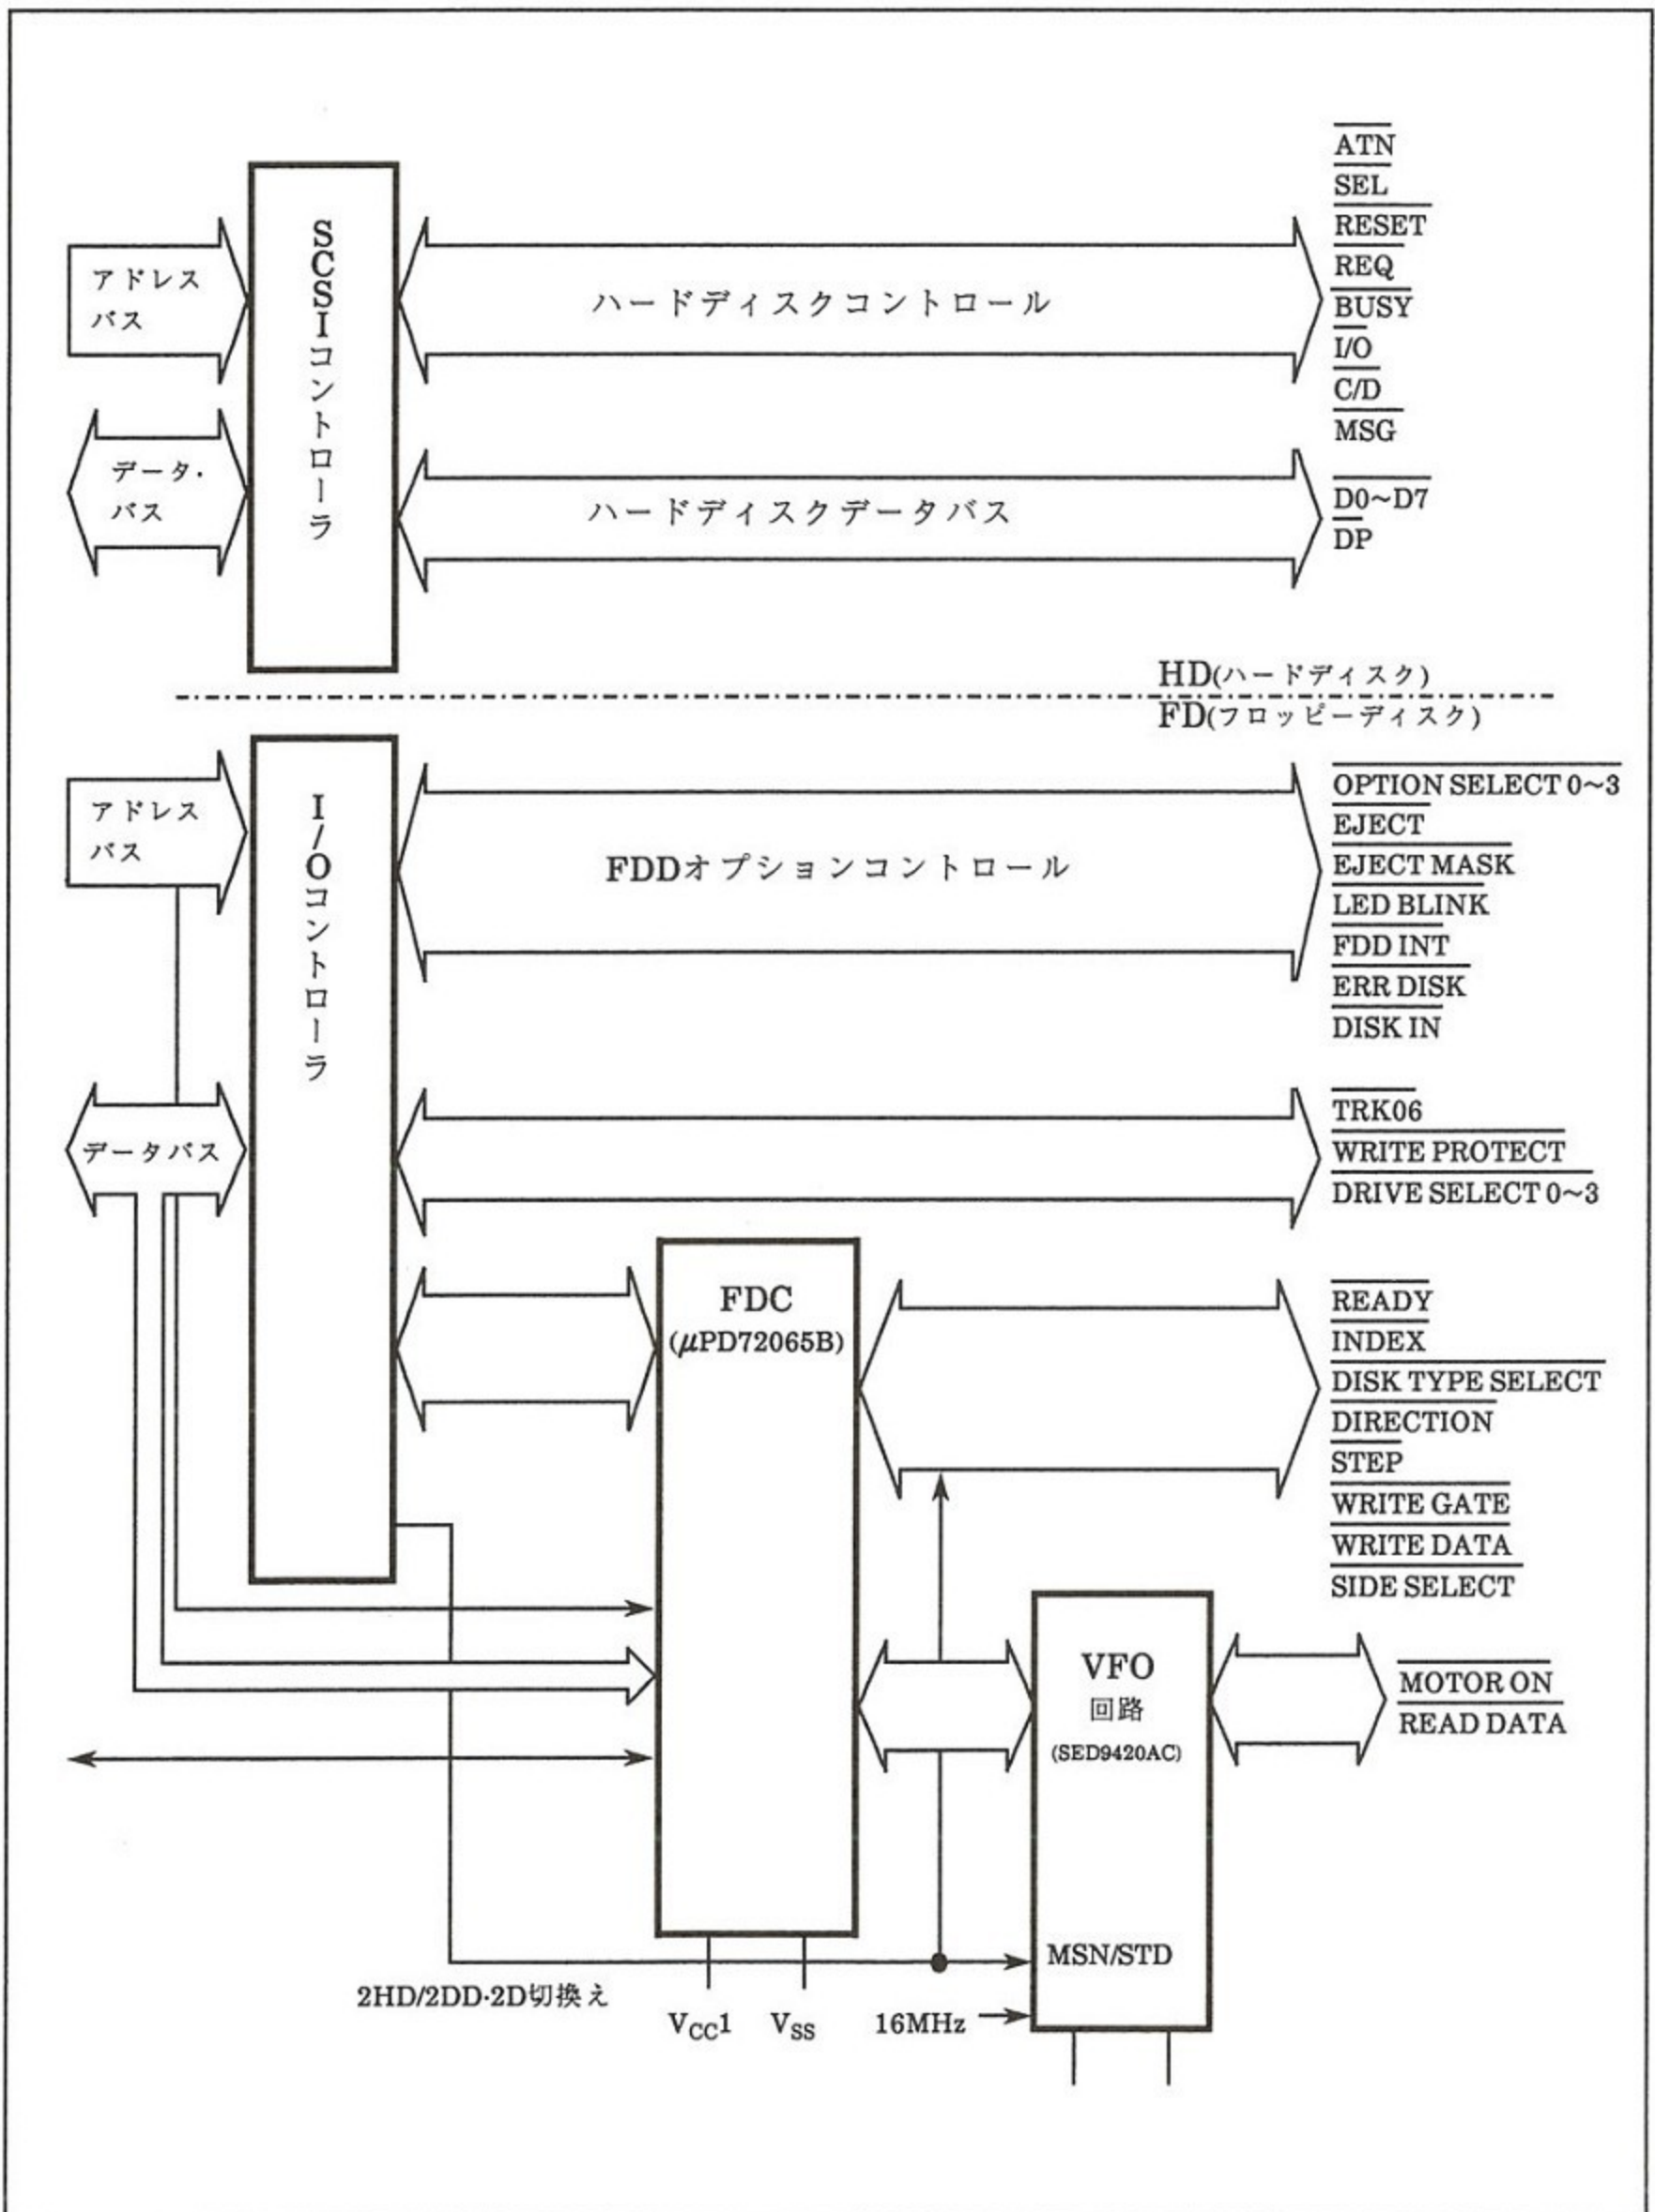 SCSIコントローラ
アドレス
バス
データ・
バス
ハードディスクコントロール
ハードディスクデータバス
ATN
SEL
RESET
REQ
BUSY
I/O
C/D
MSG
D0~D7
DP
HD(ハードディスク)
FD(フロッピーディスク)
I/Oコントローラ
アドレス
バス
データバス
FDDオプションコントロール
OPTION SELECT 0~3
EJECT
EJECT MASK
LED BLINK
FDD INT
ERR DISK
DISK IN
TRK06
WRITE PROTECT
DRIVE SELECT 0~3
FDC
(μPD72065B)
READY
INDEX
DISK TYPE SELECT
DIRECTION
STEP
WRITE GATE
WRITE DATA
SIDE SELECT
VFO
回路
(SED9420AC)
MOTOR ON
READ DATA
MSN/STD
2HD/2DD·2D切換え
VCC1
VSS
16MHz